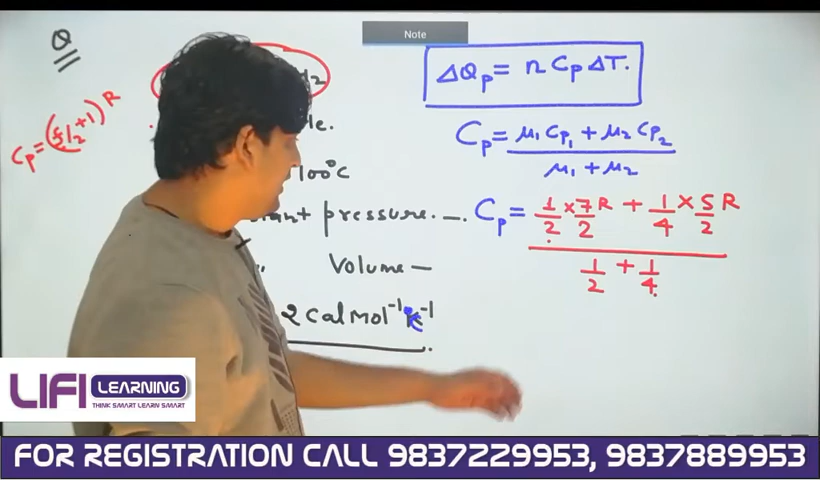 Note
Q
2
ΔQp = n Cp ΔT.
Cp = (f/2 + 1) R
le.
Cp = μ1 Cp1 + μ2 Cp2
μ1 + μ2
100°C
ant pressure. —.
Cp = 1/2 × 7/2 R + 1/4 × 5/2 R
1/2 + 1/4
Volume —
2 Cal Mol⁻¹ K⁻¹
LIFI LEARNING
THINK SMART LEARN SMART
FOR REGISTRATION CALL 9837229953, 9837889953